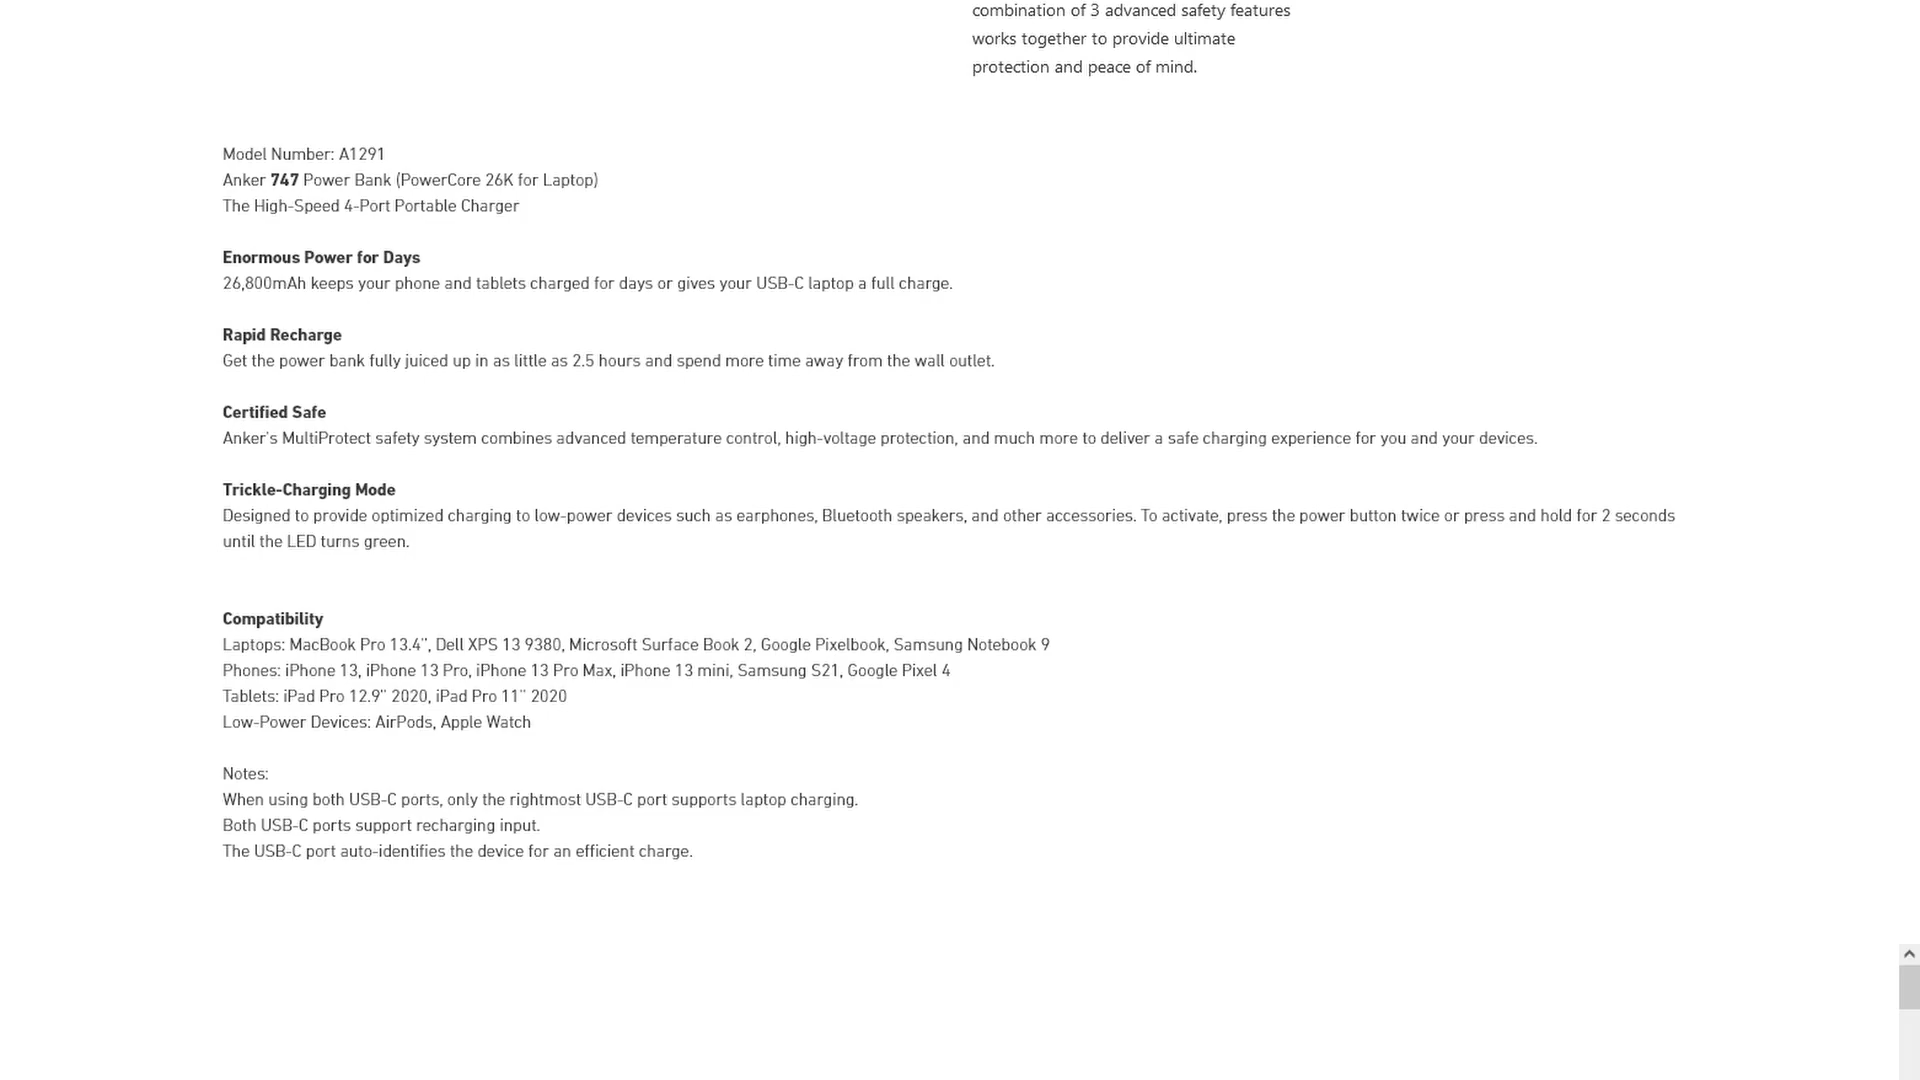 combination of 3 advanced safety features
works together to provide ultimate
protection and peace of mind.
Model Number: A1291
Anker 747 Power Bank (PowerCore 26K for Laptop)
The High-Speed 4-Port Portable Charger
Enormous Power for Days
26,800mAh keeps your phone and tablets charged for days or gives your USB-C laptop a full charge.
Rapid Recharge
Get the power bank fully juiced up in as little as 2.5 hours and spend more time away from the wall outlet.
Certified Safe
Anker's MultiProtect safety system combines advanced temperature control, high-voltage protection, and much more to deliver a safe charging experience for you and your devices.
Trickle-Charging Mode
Designed to provide optimized charging to low-power devices such as earphones, Bluetooth speakers, and other accessories. To activate, press the power button twice or press and hold for 2 seconds
until the LED turns green.
Compatibility
Laptops: MacBook Pro 13.4", Dell XPS 13 9380, Microsoft Surface Book 2, Google Pixelbook, Samsung Notebook 9
Phones: iPhone 13, iPhone 13 Pro, iPhone 13 Pro Max, iPhone 13 mini, Samsung S21, Google Pixel 4
Tablets: iPad Pro 12.9" 2020, iPad Pro 11" 2020
Low-Power Devices: AirPods, Apple Watch
Notes:
When using both USB-C ports, only the rightmost USB-C port supports laptop charging.
Both USB-C ports support recharging input.
The USB-C port auto-identifies the device for an efficient charge.